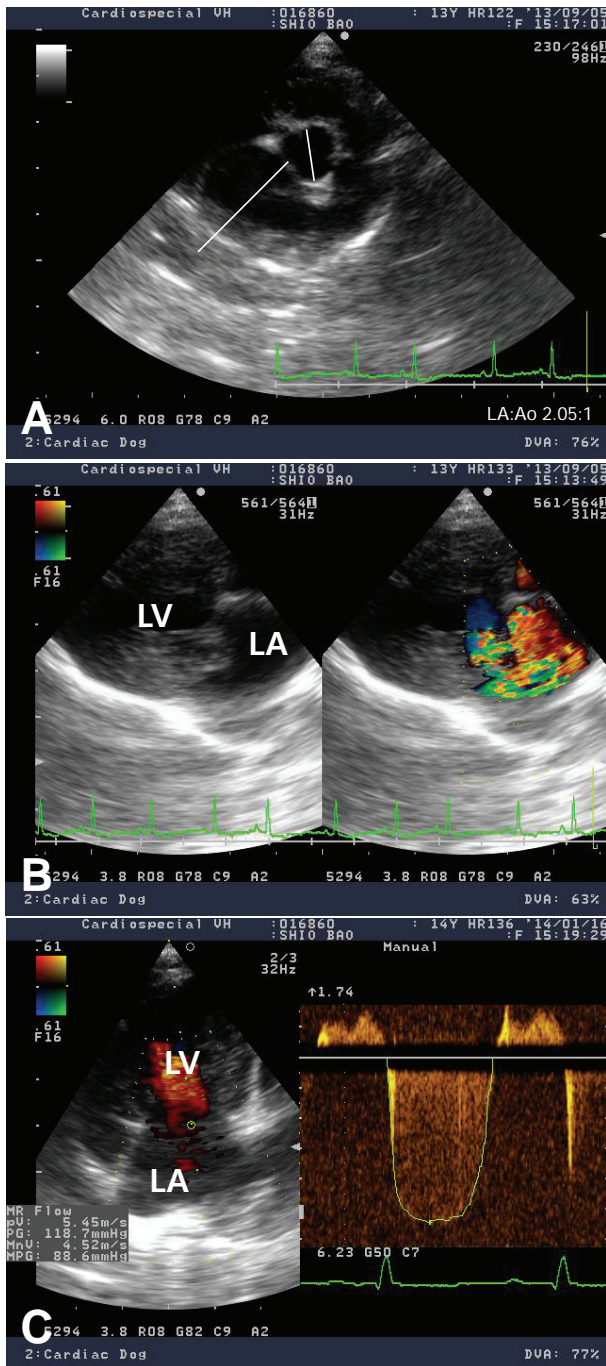 Cardiospecial VH :016860 : 13Y HR122 '13/09/05
:SHIO BAO :F 15:17:01
230/246 1
98Hz
LA:Ao 2.05:1
A
5294 6.0 R08 G78 C9 A2
2:Cardiac Dog DVA: 76%
Cardiospecial VH :016860 : 13Y HR133 '13/09/05
:SHIO BAO :F 15:13:49
.61 561/564 1 561/564 1
31Hz 31Hz
.61
F16
LV
LA
B
5294 3.8 R08 G78 C9 A2 5294 3.8 R08 G78 C9 A2
2:Cardiac Dog DVA: 63%
Cardiospecial VH :016860 : 14Y HR136 '14/01/16
:SHIO BAO :F 15:19:29
.61 2/3 Manual
32Hz
↑1.74
.61
F16
LV
LA
MR Flow
pV: 5.45m/s
PG: 118.7mmHg
MnV: 4.52m/s
MPG: 88.6mmHg
6.23 G50 C7
C
5294 3.8 R08 G82 C9 A2
2:Cardiac Dog DVA: 77%